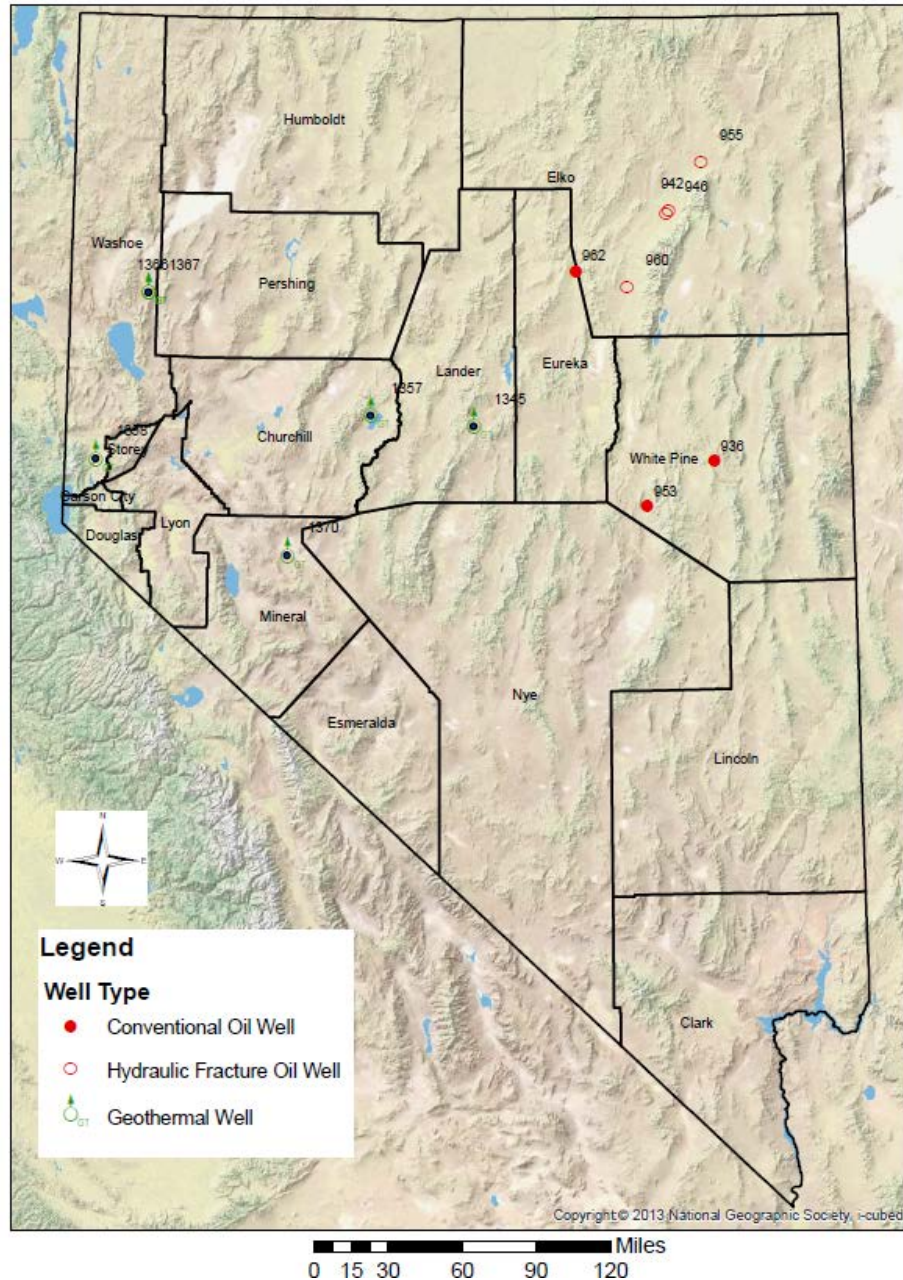 Humboldt
955
Elko
942
946
Washoe
1366
1367
962
960
Pershing
Lander
Eureka
1357
1345
Churchill
Storey
White Pine
936
953
Carson City
Lyon
Douglas
1370
Mineral
Nye
Esmeralda
Lincoln
N
W
E
S
Legend
Well Type
Conventional Oil Well
Hydraulic Fracture Oil Well
GT
Geothermal Well
Clark
Copyright:© 2013 National Geographic Society, i-cubed
Miles
0 15 30 60 90 120